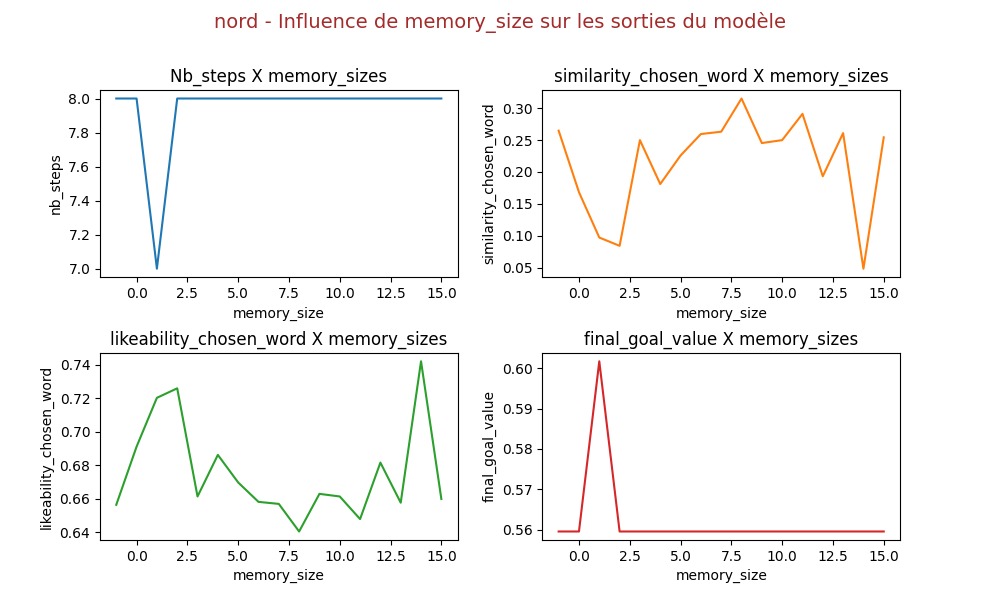 nord - Influence de memory_size sur les sorties du modèle
Nb_steps X memory_sizes
8.0
7.8
7.6
7.4
7.2
7.0
nb_steps
0.0 2.5 5.0 7.5 10.0 12.5 15.0
memory_size
similarity_chosen_word X memory_sizes
0.30
0.25
0.20
0.15
0.10
0.05
similarity_chosen_word
0.0 2.5 5.0 7.5 10.0 12.5 15.0
memory_size
likeability_chosen_word X memory_sizes
0.74
0.72
0.70
0.68
0.66
0.64
likeability_chosen_word
0.0 2.5 5.0 7.5 10.0 12.5 15.0
memory_size
final_goal_value X memory_sizes
0.60
0.59
0.58
0.57
0.56
final_goal_value
0.0 2.5 5.0 7.5 10.0 12.5 15.0
memory_size